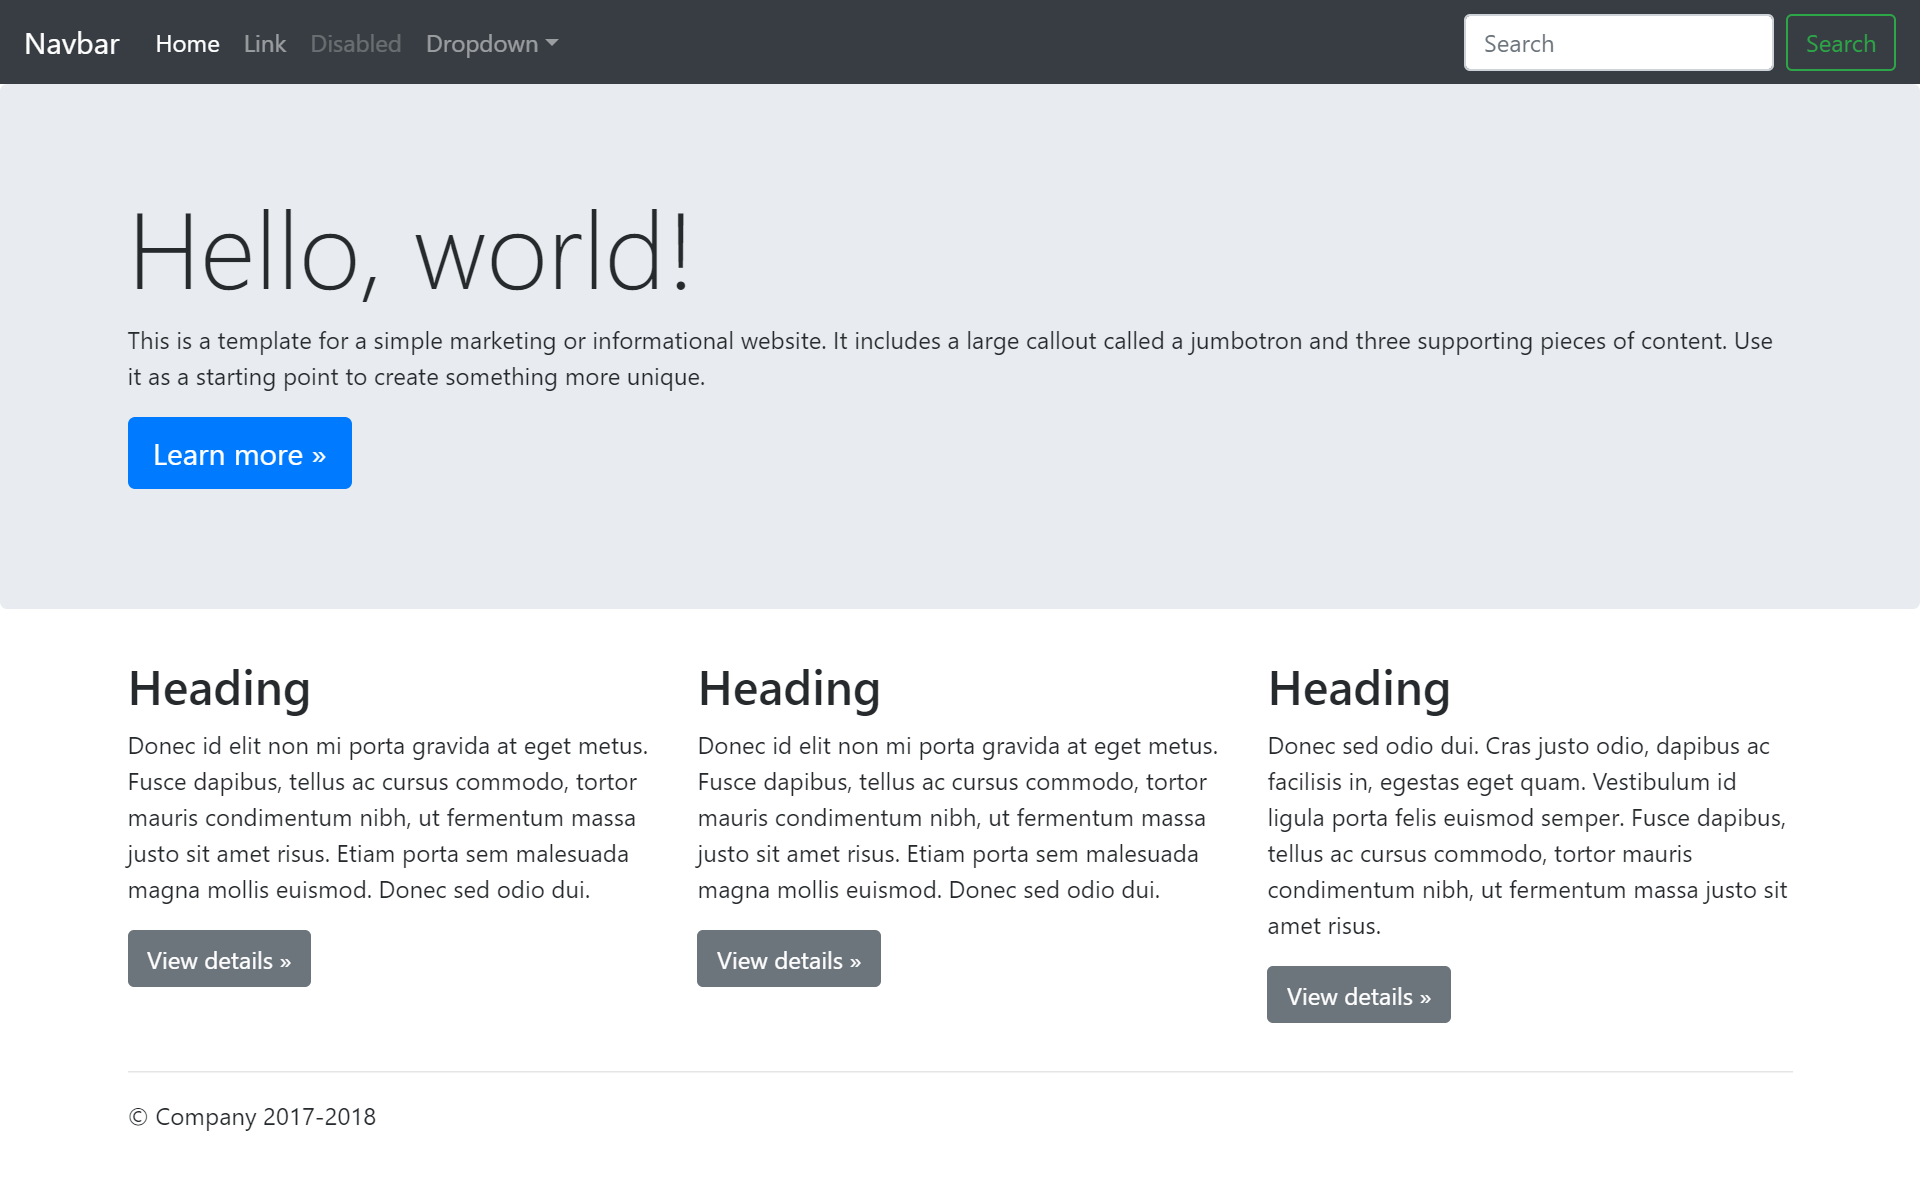 Navbar Home Link Disabled Dropdown Search Search
Hello, world!
This is a template for a simple marketing or informational website. It includes a large callout called a jumbotron and three supporting pieces of content. Use
it as a starting point to create something more unique.
Learn more »
Heading
Donec id elit non mi porta gravida at eget metus.
Fusce dapibus, tellus ac cursus commodo, tortor
mauris condimentum nibh, ut fermentum massa
justo sit amet risus. Etiam porta sem malesuada
magna mollis euismod. Donec sed odio dui.
View details »
Heading
Donec id elit non mi porta gravida at eget metus.
Fusce dapibus, tellus ac cursus commodo, tortor
mauris condimentum nibh, ut fermentum massa
justo sit amet risus. Etiam porta sem malesuada
magna mollis euismod. Donec sed odio dui.
View details »
Heading
Donec sed odio dui. Cras justo odio, dapibus ac
facilisis in, egestas eget quam. Vestibulum id
ligula porta felis euismod semper. Fusce dapibus,
tellus ac cursus commodo, tortor mauris
condimentum nibh, ut fermentum massa justo sit
amet risus.
View details »
© Company 2017-2018